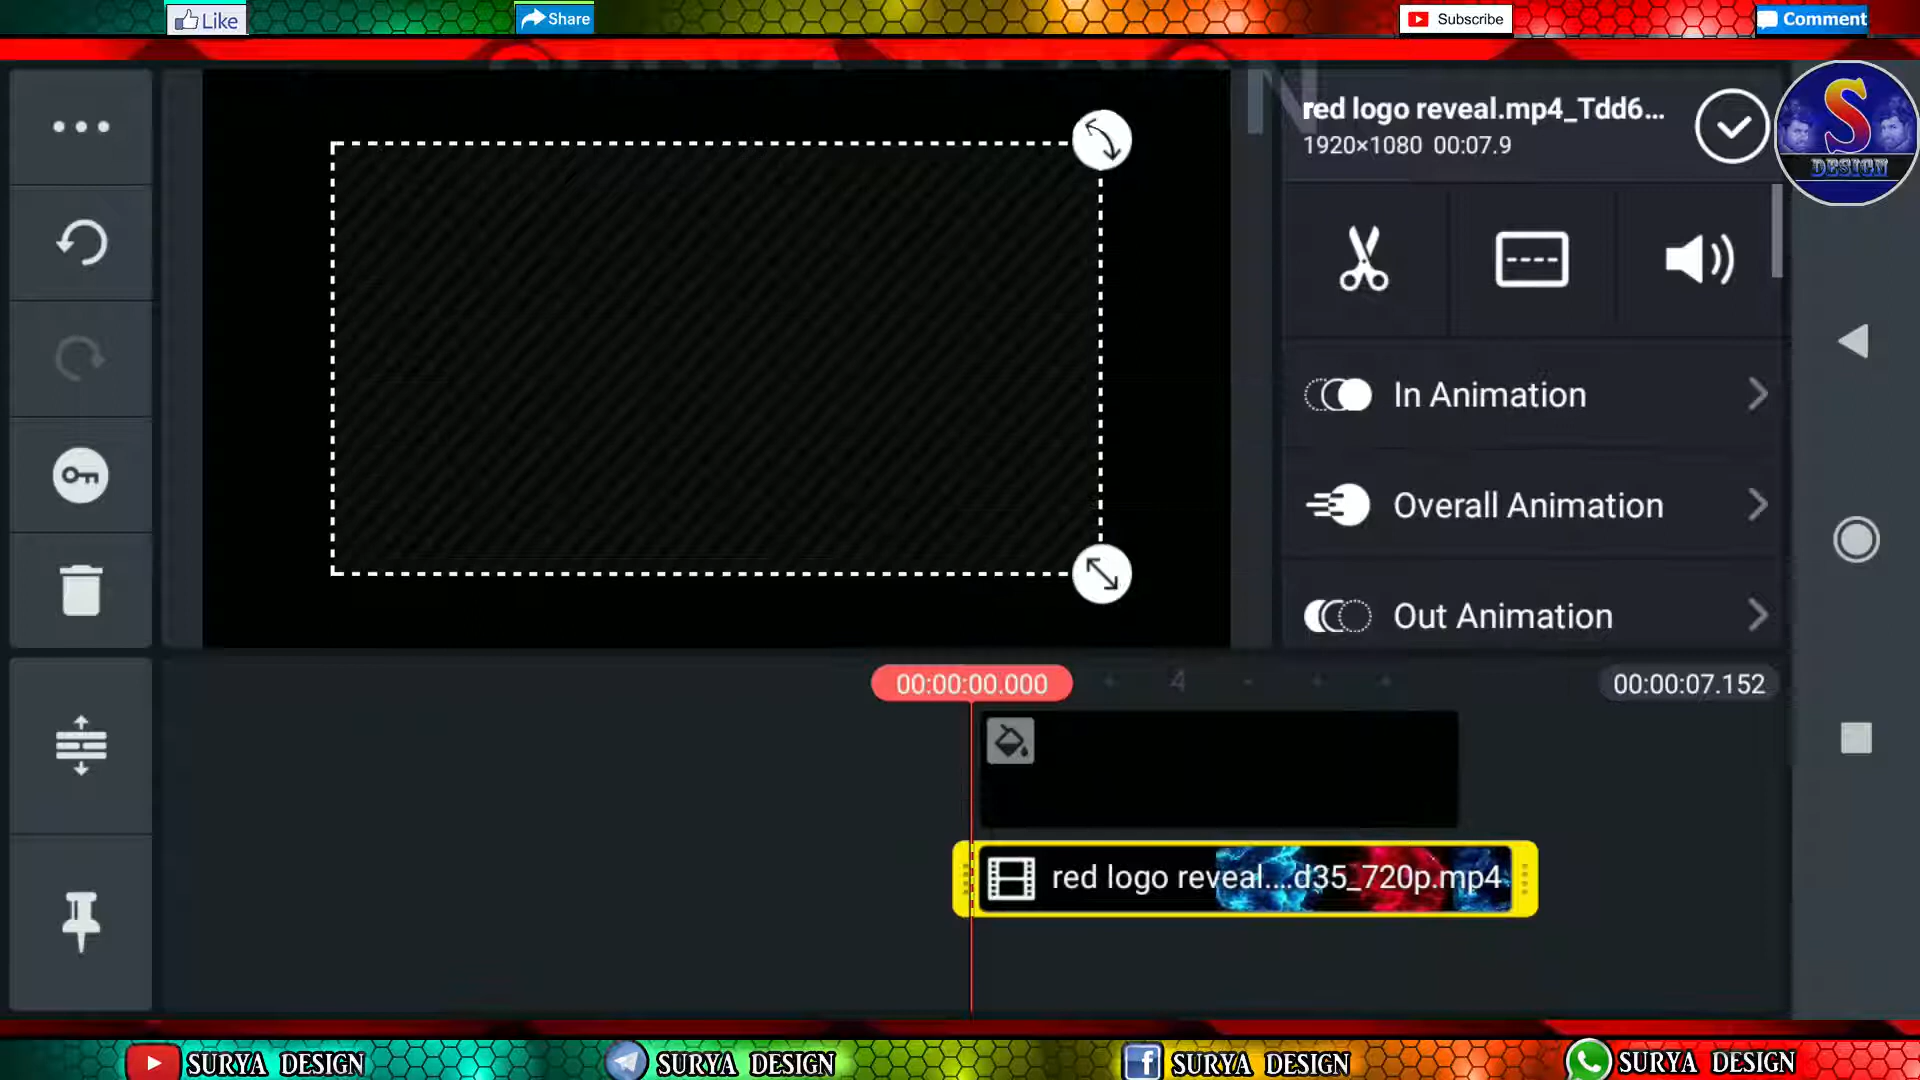 Like
Share
Subscribe
Comment
N
red logo reveal.mp4_Tdd6...
1920×1080 00:07.9
S
DESIGN
In Animation
Overall Animation
Out Animation
00:00:00.000
4
00:00:07.152
red logo reveal....d35_720p.mp4
SURYA DESIGN
SURYA DESIGN
SURYA DESIGN
SURYA DESIGN